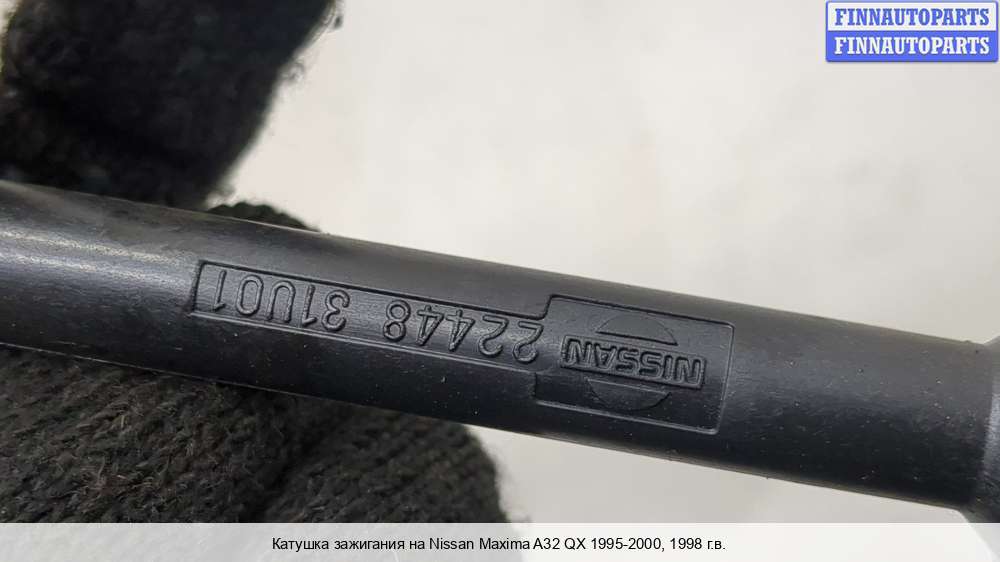 FINNAUTOPARTS
FINNAUTOPARTS
NISSAN
22448 31U01
Катушка зажигания на Nissan Maxima A32 QX 1995-2000, 1998 г.в.